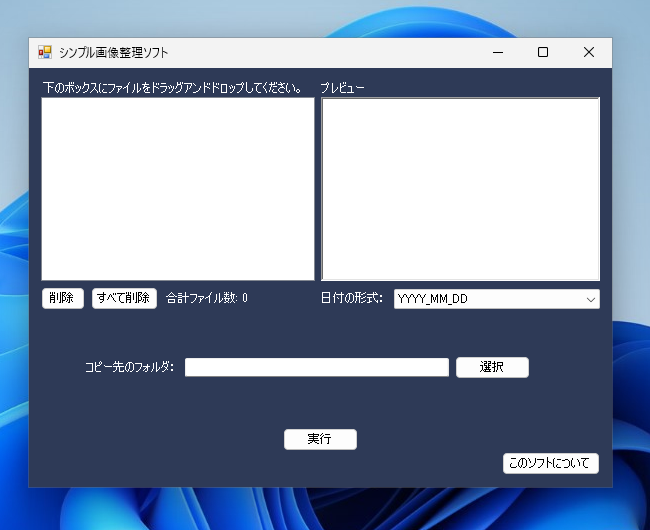 シンプル画像整理ソフト
下のボックスにファイルをドラッグアンドドロップしてください。
プレビュー
削除
すべて削除
合計ファイル数: 0
日付の形式:
YYYY_MM_DD
コピー先のフォルダ:
選択
実行
このソフトについて